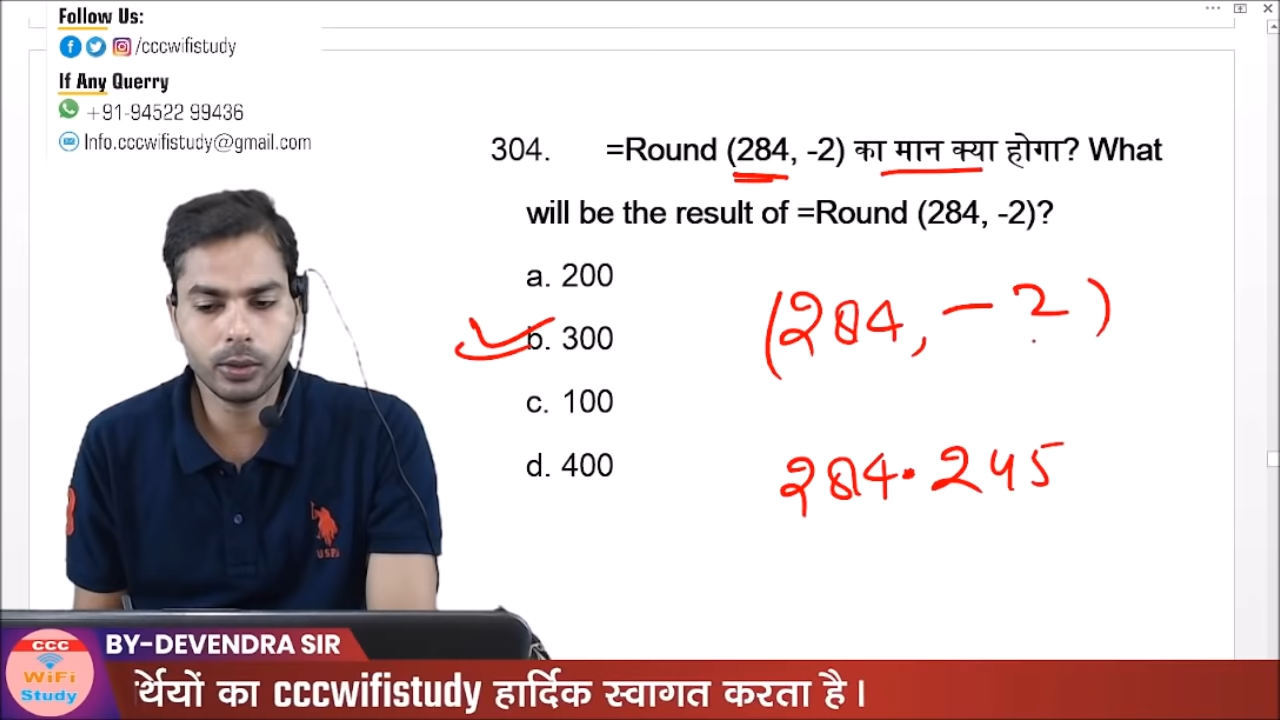 Follow Us:
/cccwifistudy
If Any Querry
+91-94522 99436
Info.cccwifistudy@gmail.com
304. =Round (284, -2) का मान क्या होगा? What
will be the result of =Round (284, -2)?
a. 200
b. 300
c. 100
d. 400
(284, -2)
284.245
USPA
CCC
WiFi
Study
BY-DEVENDRA SIR
र्थियों का cccwifistudy हार्दिक स्वागत करता है।